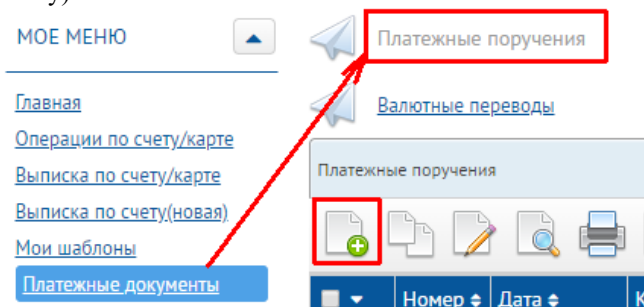 МОЕ МЕНЮ
Главная
Операции по счету/карте
Выписка по счету/карте
Выписка по счету(новая)
Мои шаблоны
Платежные документы
Платежные поручения
Валютные переводы
Платежные поручения
Номер Дата